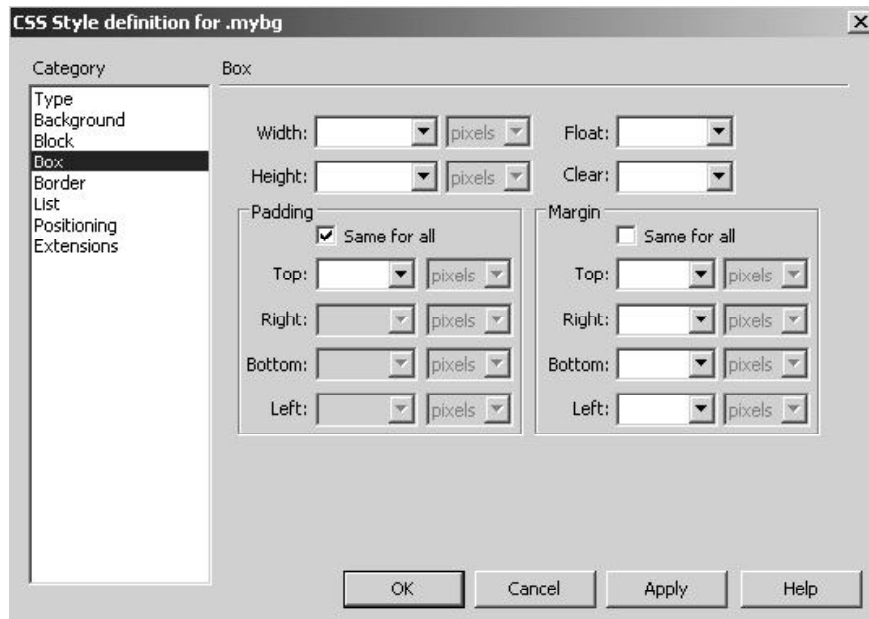 CSS Style definition for .mybg
Category
Box
Type
Background
Block
Box
Border
List
Positioning
Extensions
Width: pixels Float:
Height: pixels Clear:
Padding
Same for all
Top: pixels
Right: pixels
Bottom: pixels
Left: pixels
Margin
Same for all
Top: pixels
Right: pixels
Bottom: pixels
Left: pixels
OK Cancel Apply Help